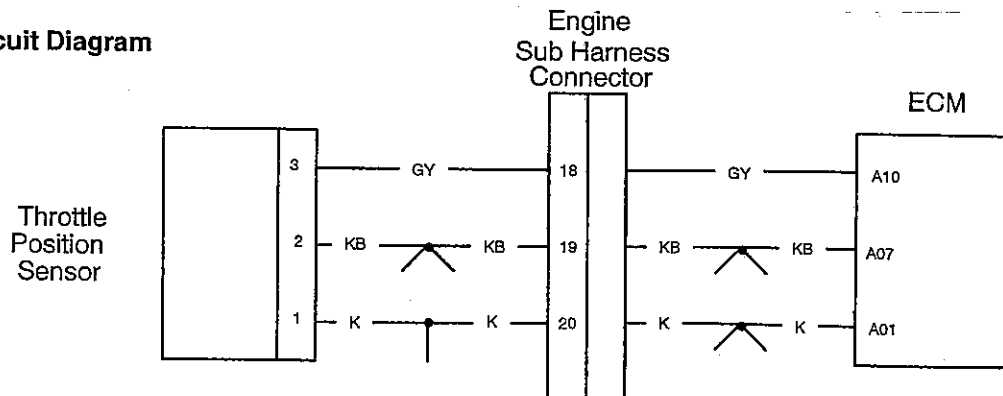 cuit Diagram
Engine
Sub Harness
Connector
ECM
Throttle
Position
Sensor
3 GY 18 GY A10
2 KB KB 19 KB KB A07
1 K K 20 K K A01